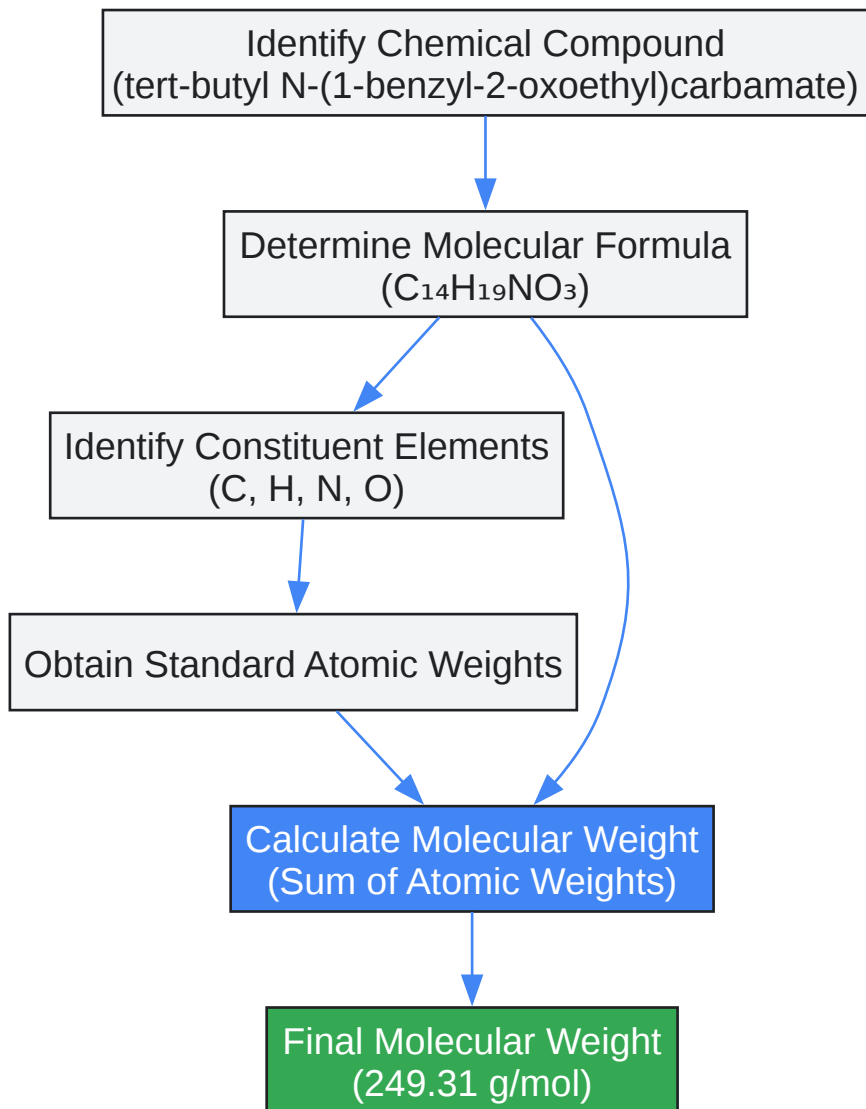 Identify Chemical Compound
(tert-butyl N-(1-benzyl-2-oxoethyl)carbamate)
Determine Molecular Formula
(C₁₄H₁₉NO₃)
Identify Constituent Elements
(C, H, N, O)
Obtain Standard Atomic Weights
Calculate Molecular Weight
(Sum of Atomic Weights)
Final Molecular Weight
(249.31 g/mol)